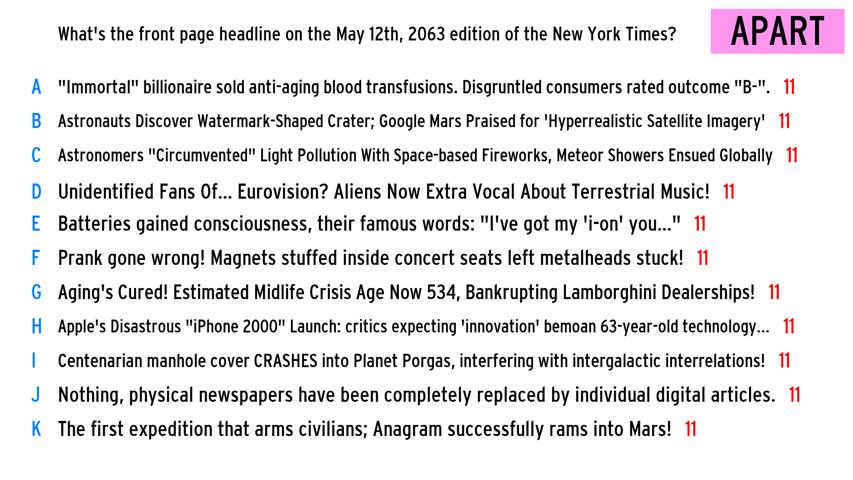 What's the front page headline on the May 12th, 2063 edition of the New York Times?
APART
A "Immortal" billionaire sold anti-aging blood transfusions. Disgruntled consumers rated outcome "B-". 11
B Astronauts Discover Watermark-Shaped Crater; Google Mars Praised for 'Hyperrealistic Satellite Imagery' 11
C Astronomers "Circumvented" Light Pollution With Space-based Fireworks, Meteor Showers Ensued Globally 11
D Unidentified Fans Of... Eurovision? Aliens Now Extra Vocal About Terrestrial Music! 11
E Batteries gained consciousness, their famous words: "I've got my 'i-on' you..." 11
F Prank gone wrong! Magnets stuffed inside concert seats left metalheads stuck! 11
G Aging's Cured! Estimated Midlife Crisis Age Now 534, Bankrupting Lamborghini Dealerships! 11
H Apple's Disastrous "iPhone 2000" Launch: critics expecting 'innovation' bemoan 63-year-old technology... 11
I Centenarian manhole cover CRASHES into Planet Porgas, interfering with intergalactic interrelations! 11
J Nothing, physical newspapers have been completely replaced by individual digital articles. 11
K The first expedition that arms civilians; Anagram successfully rams into Mars! 11